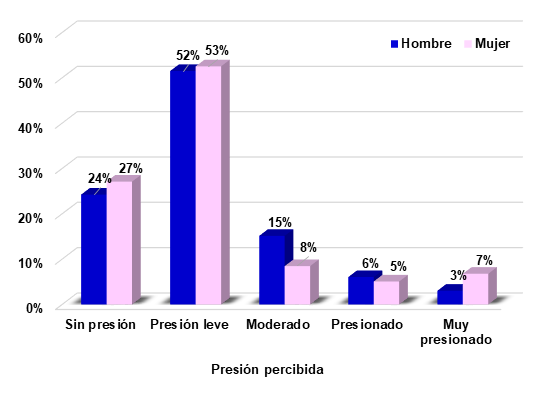 60%
50%
40%
30%
20%
10%
0%
Hombre
Mujer
24%
27%
52%
53%
15%
8%
6%
5%
3%
7%
Sin presión
Presión leve
Moderado
Presionado
Muy
presionado
Presión percibida